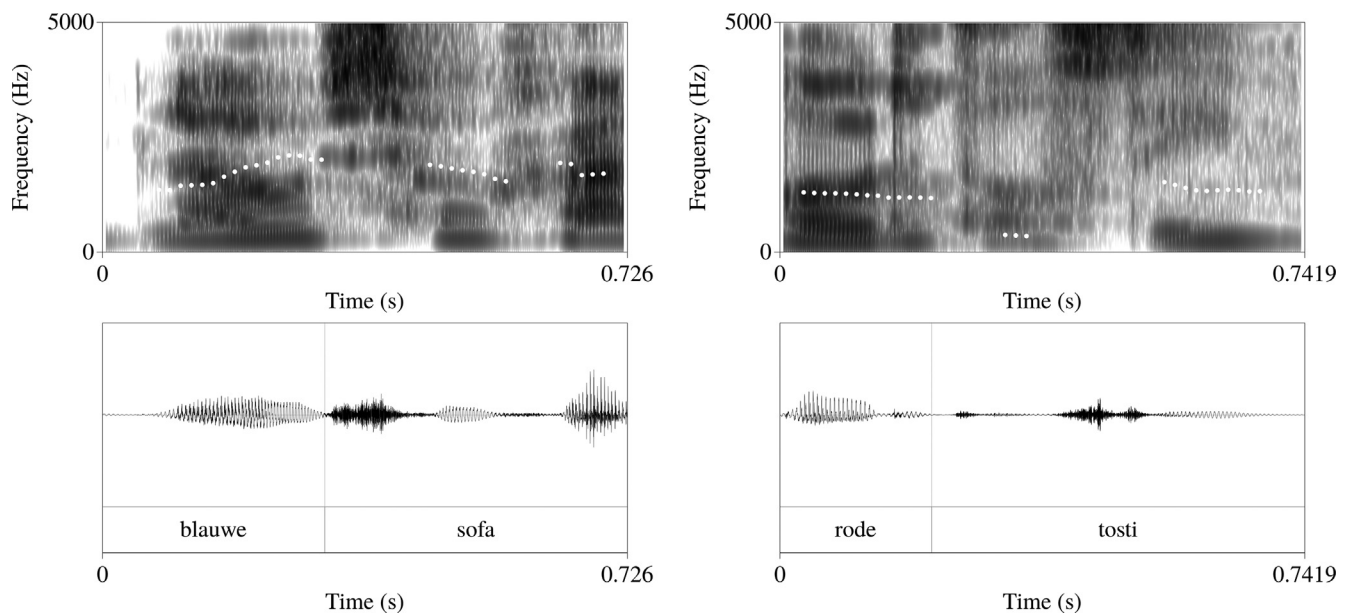 5000
Frequency (Hz)
0
0
0.726
Time (s)
blauwe
sofa
0
0.726
Time (s)
5000
Frequency (Hz)
0
0
0.7419
Time (s)
rode
tosti
0
0.7419
Time (s)